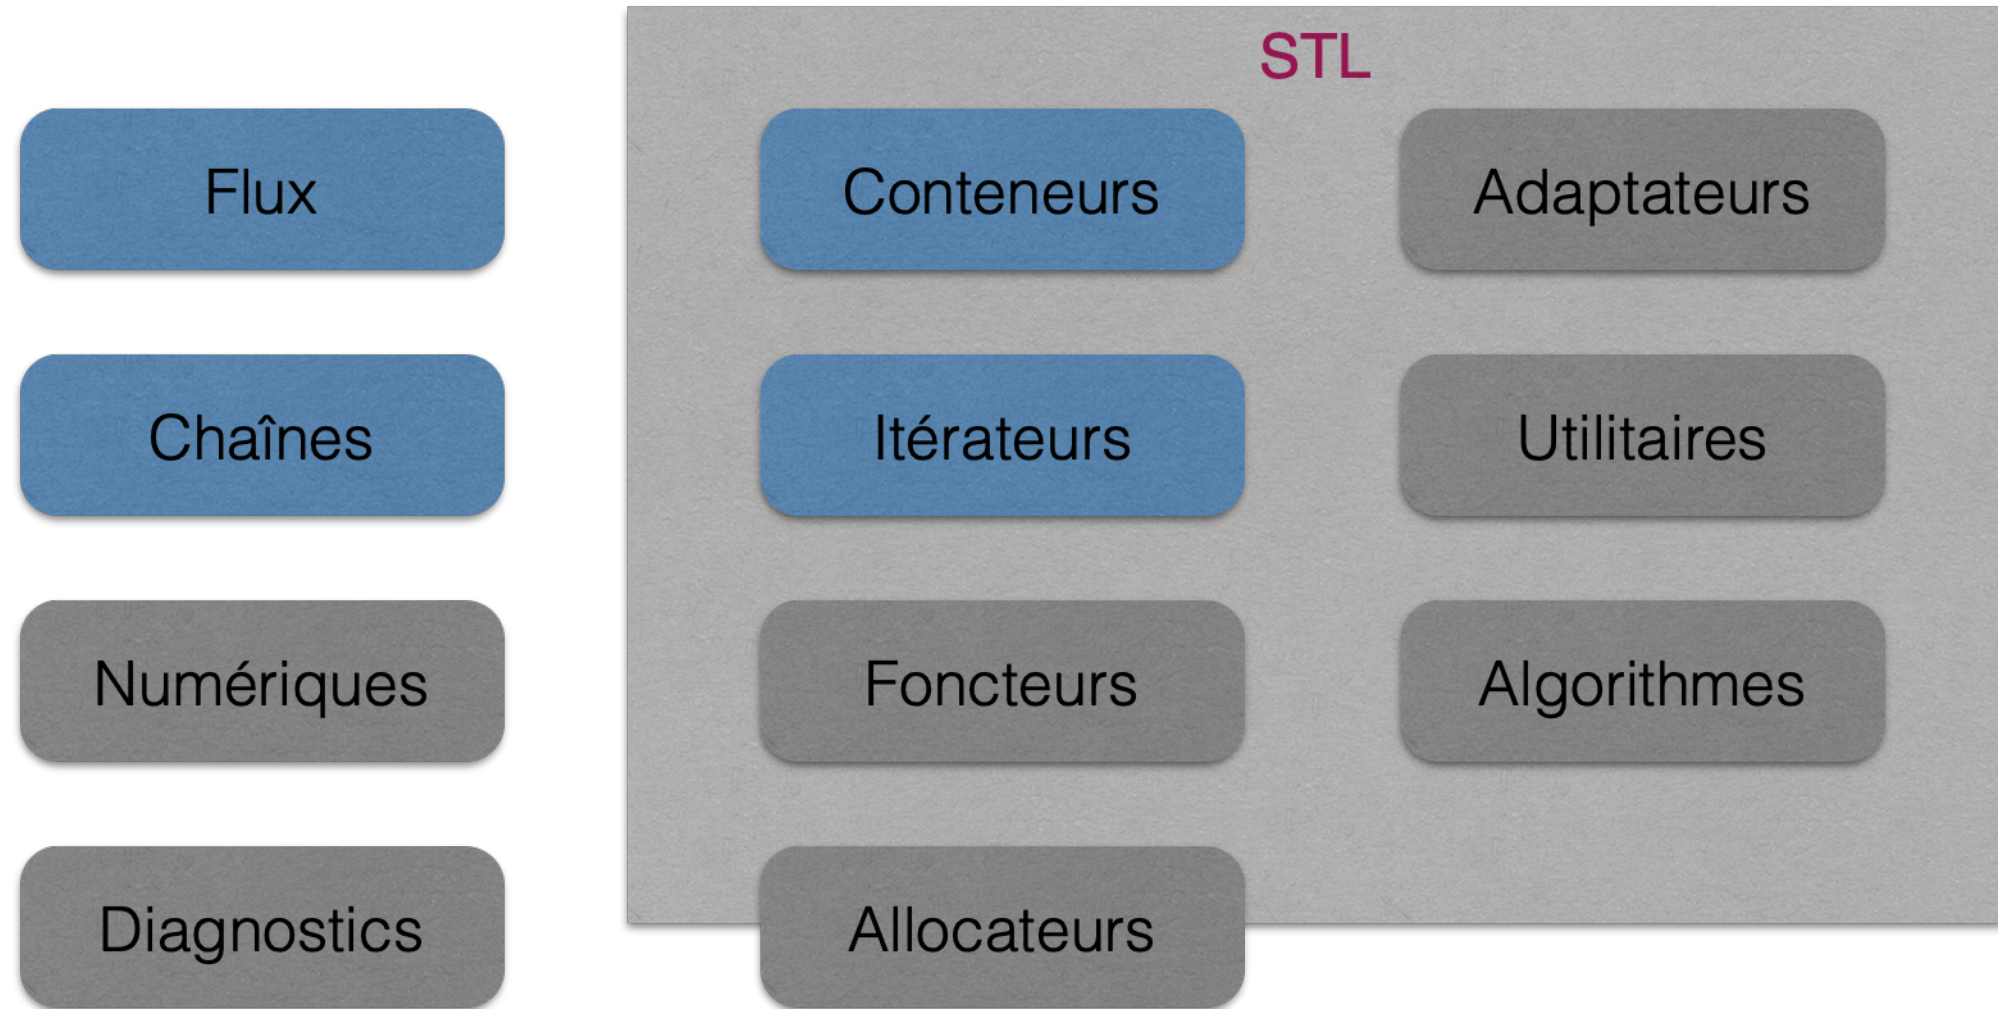 STL
Flux
Conteneurs
Adaptateurs
Chaînes
Itérateurs
Utilitaires
Numériques
Foncteurs
Algorithmes
Diagnostics
Allocateurs